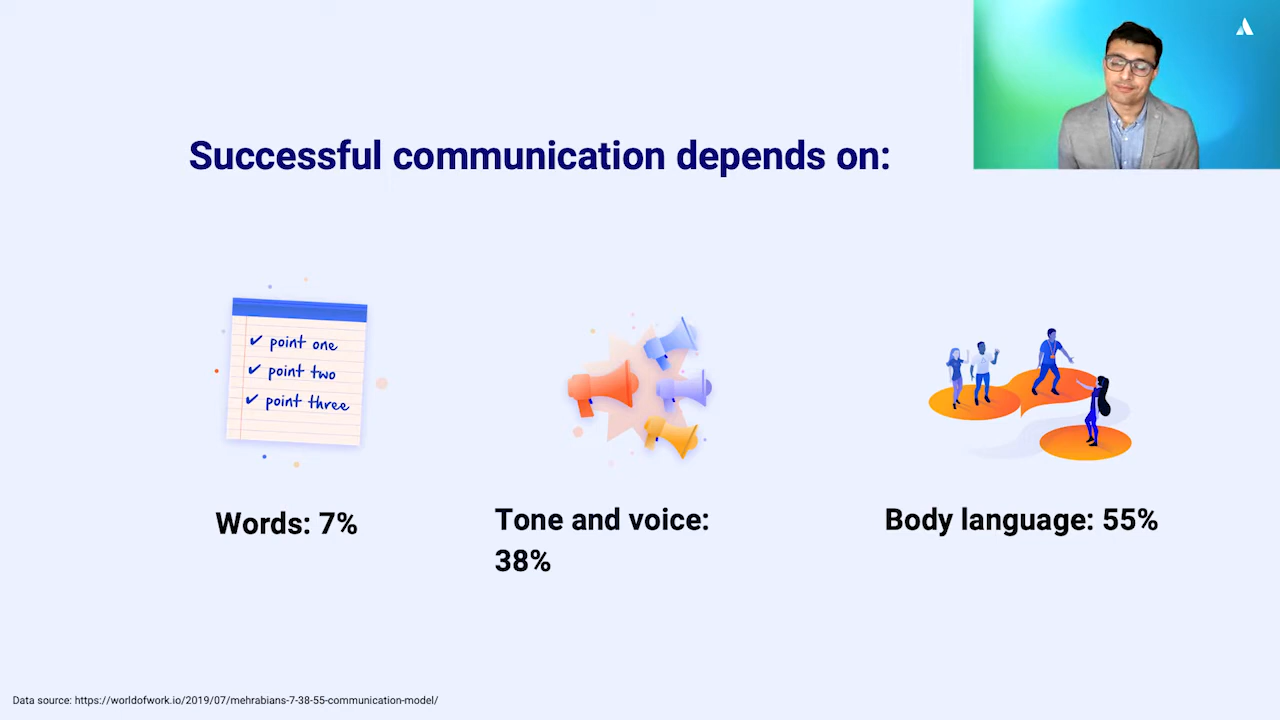 Successful communication depends on:
✔ point one
✔ point two
✔ point three
Words: 7%
Tone and voice:
38%
Body language: 55%
Data source: https://worldofwork.io/2019/07/mehrabians-7-38-55-communication-model/